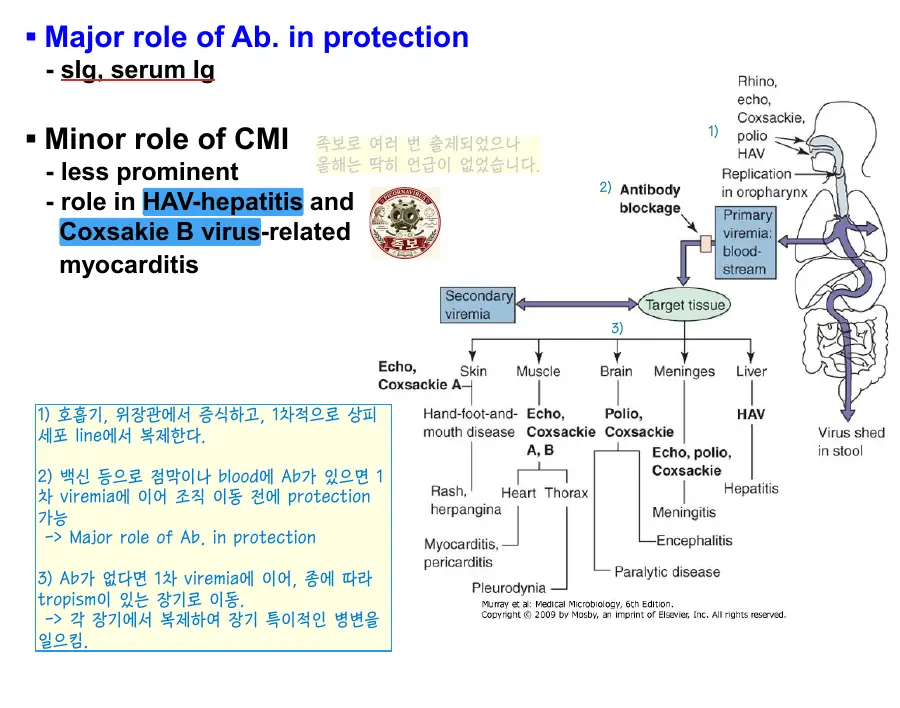 ▪ Major role of Ab. in protection
- sIg, serum Ig
▪ Minor role of CMI
- less prominent
- role in HAV-hepatitis and
Coxsakie B virus-related
myocarditis
족보로 여러 번 출제되었으나
올해는 딱히 언급이 없었습니다.
PICORNAVIRUS
족보
1) 호흡기, 위장관에서 증식하고, 1차적으로 상피
세포 line에서 복제한다.
2) 백신 등으로 점막이나 blood에 Ab가 있으면 1
차 viremia에 이어 조직 이동 전에 protection
가능
-> Major role of Ab. in protection
3) Ab가 없다면 1차 viremia에 이어, 종에 따라
tropism이 있는 장기로 이동.
-> 각 장기에서 복제하여 장기 특이적인 병변을
일으킴.
Rhino,
echo,
Coxsackie,
polio
HAV
1)
Replication
in oropharynx
2)
Antibody
blockage
Primary
viremia:
blood-
stream
Secondary
viremia
Target tissue
3)
Echo,
Coxsackie A
Skin
Muscle
Brain
Meninges
Liver
Hand-foot-and-
mouth disease
Echo,
Coxsackie
A, B
Polio,
Coxsackie
Echo, polio,
Coxsackie
HAV
Virus shed
in stool
Rash,
herpangina
Heart
Thorax
Meningitis
Hepatitis
Myocarditis,
pericarditis
Encephalitis
Paralytic disease
Pleurodynia
Murray et al: Medical Microbiology, 6th Edition.
Copyright © 2009 by Mosby, an imprint of Elsevier, Inc. All rights reserved.